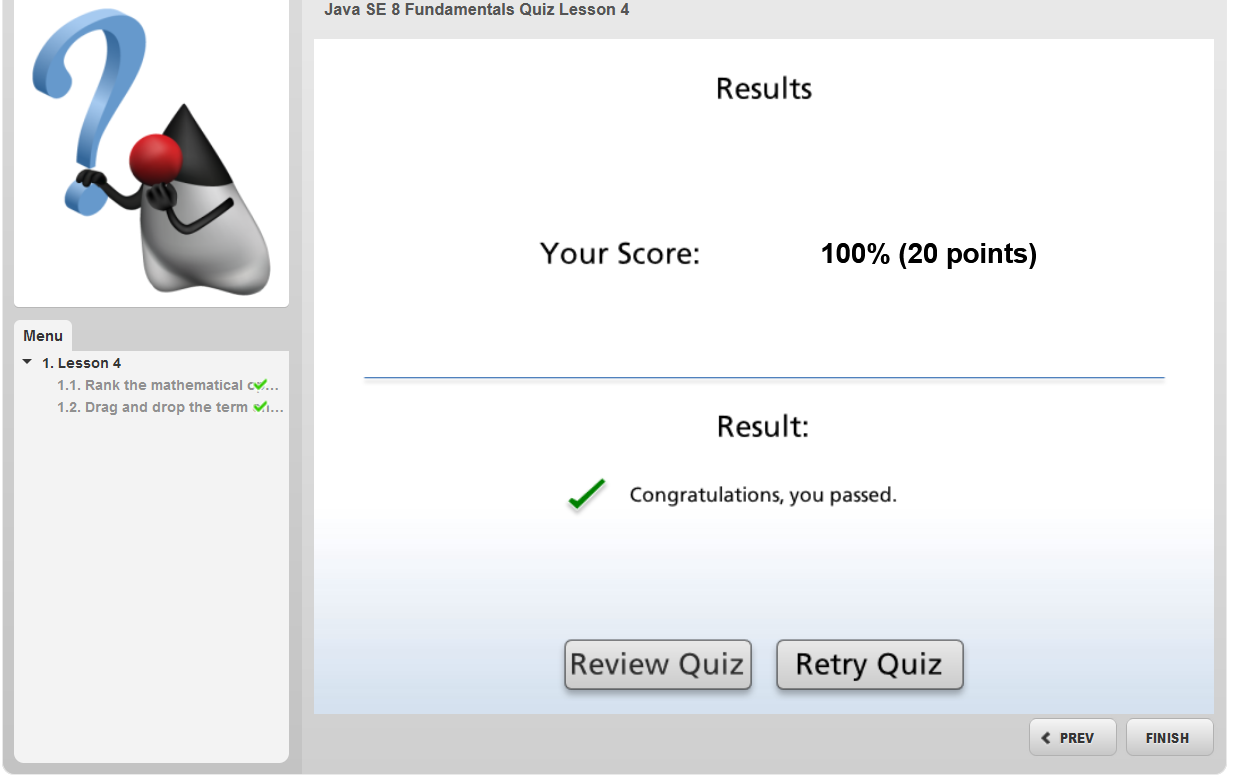 Java SE 8 Fundamentals Quiz Lesson 4
Results
Your Score: 100% (20 points)
Result:
Congratulations, you passed.
Review Quiz Retry Quiz
PREV FINISH
Menu
1. Lesson 4
1.1. Rank the mathematical
1.2. Drag and drop the term